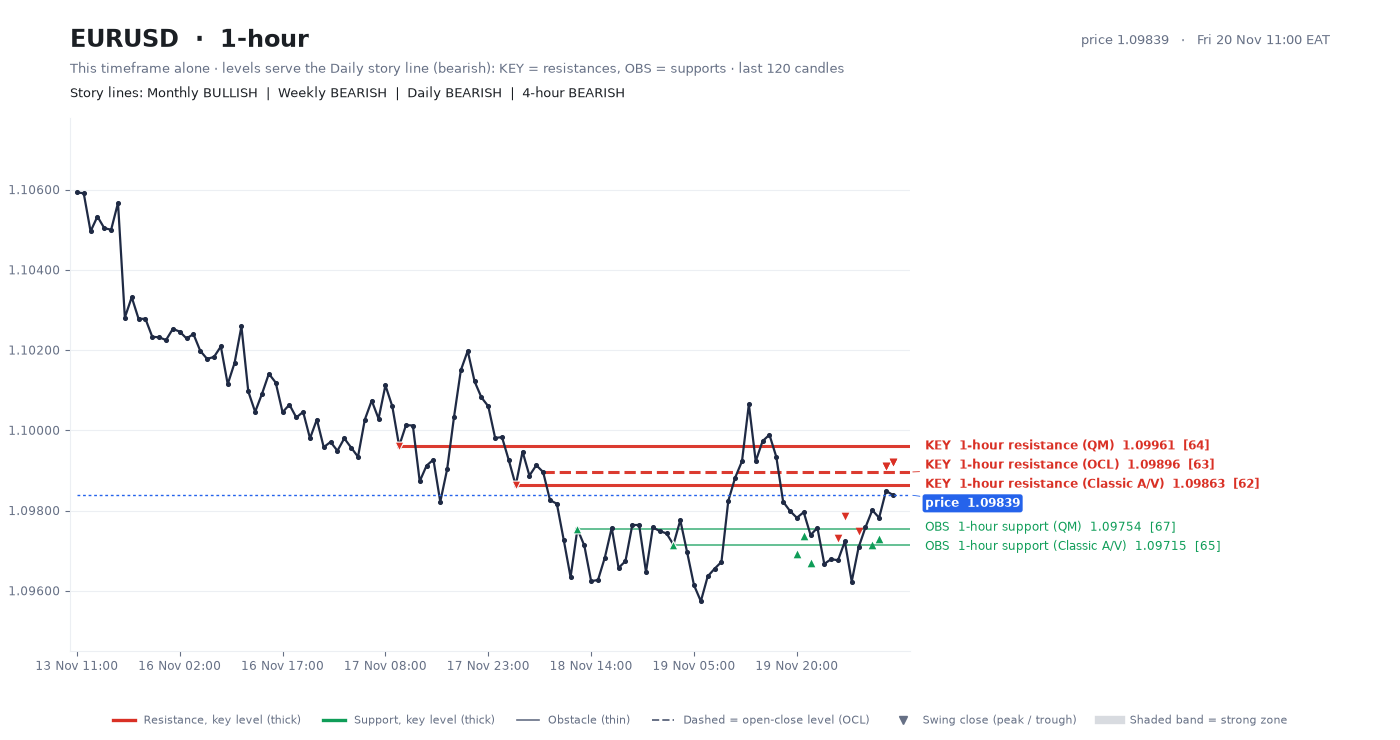 EURUSD · 1-hour
price 1.09839 · Fri 20 Nov 11:00 EAT
This timeframe alone · levels serve the Daily story line (bearish): KEY = resistances, OBS = supports · last 120 candles
Story lines: Monthly BULLISH | Weekly BEARISH | Daily BEARISH | 4-hour BEARISH
1.10600
1.10400
1.10200
1.10000
1.09800
1.09600
KEY 1-hour resistance (QM) 1.09961 [64]
KEY 1-hour resistance (OCL) 1.09896 [63]
KEY 1-hour resistance (Classic A/V) 1.09863 [62]
price 1.09839
OBS 1-hour support (QM) 1.09754 [67]
OBS 1-hour support (Classic A/V) 1.09715 [65]
13 Nov 11:00 16 Nov 02:00 16 Nov 17:00 17 Nov 08:00 17 Nov 23:00 18 Nov 14:00 19 Nov 05:00 19 Nov 20:00
Resistance, key level (thick) Support, key level (thick) Obstacle (thin) Dashed = open-close level (OCL) Swing close (peak / trough) Shaded band = strong zone